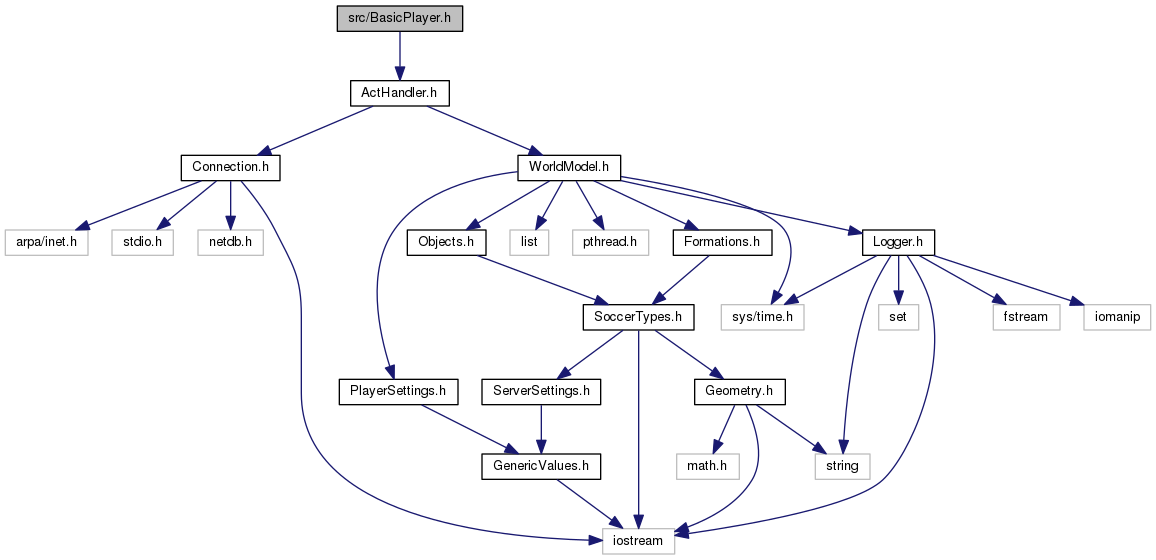 src/BasicPlayer.h
ActHandler.h
Connection.h
WorldModel.h
arpa/inet.h
stdio.h
netdb.h
Objects.h
list
pthread.h
Formations.h
Logger.h
SoccerTypes.h
sys/time.h
set
fstream
iomanip
PlayerSettings.h
ServerSettings.h
Geometry.h
GenericValues.h
math.h
string
iostream